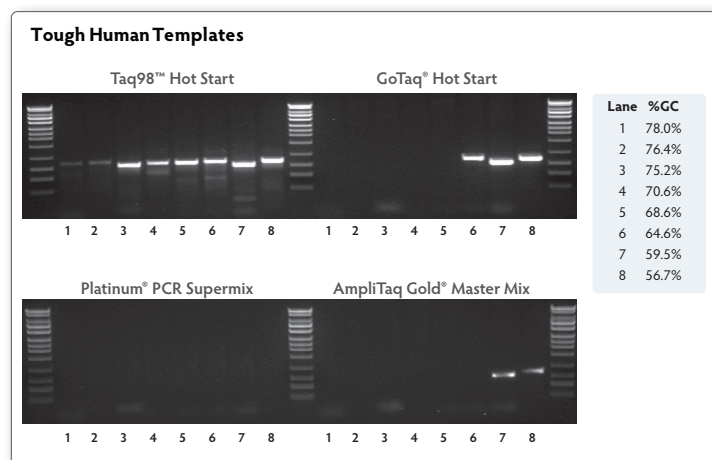 Tough Human Templates
Taq98™ Hot Start
GoTaq® Hot Start
1 2 3 4 5 6 7 8
1 2 3 4 5 6 7 8
Platinum® PCR Supermix
AmpliTaq Gold® Master Mix
1 2 3 4 5 6 7 8
1 2 3 4 5 6 7 8
Lane %GC
1 78.0%
2 76.4%
3 75.2%
4 70.6%
5 68.6%
6 64.6%
7 59.5%
8 56.7%